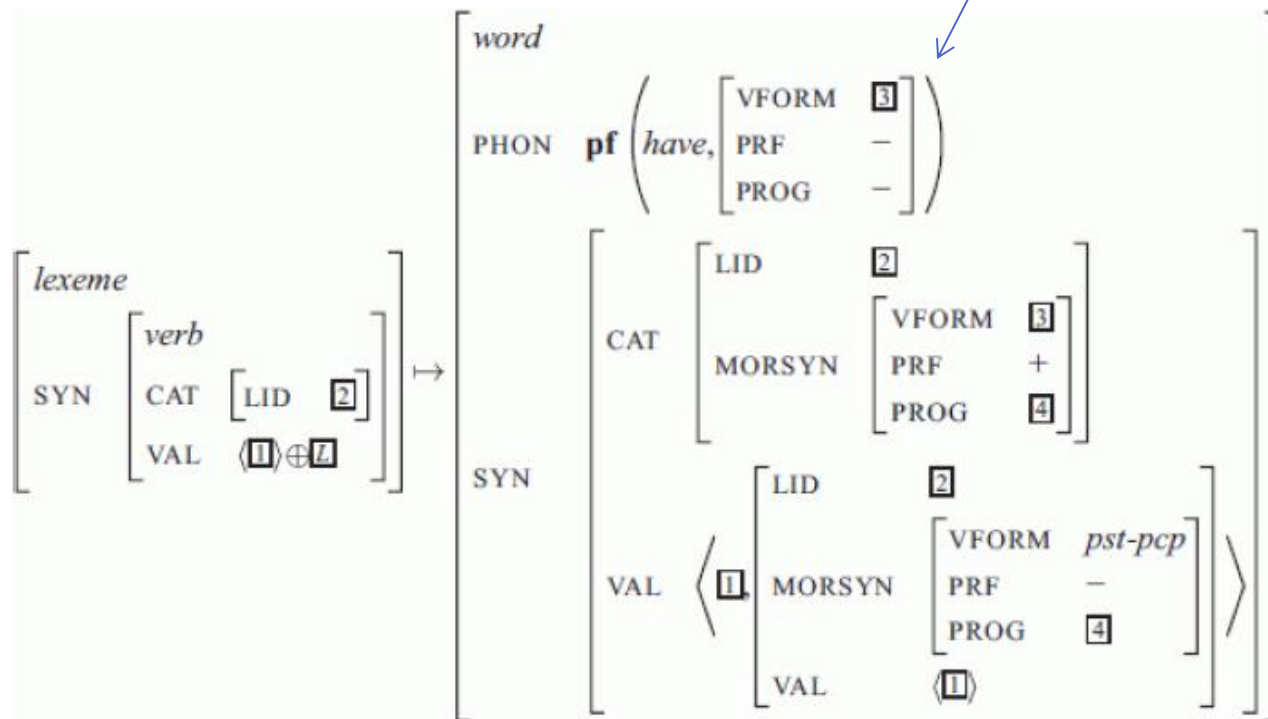 word
VFORM 3
PHON pf (have, PRF −
PROG −
)
LID 2
lexeme
VFORM 3
verb
CAT
MORSYN PRF +
SYN CAT [LID 2] ↦
PROG 4
VAL ⟨1⟩⊕L
SYN
LID 2
VFORM pst-pcp
VAL ⟨1, MORSYN PRF − ⟩
PROG 4
VAL ⟨1⟩